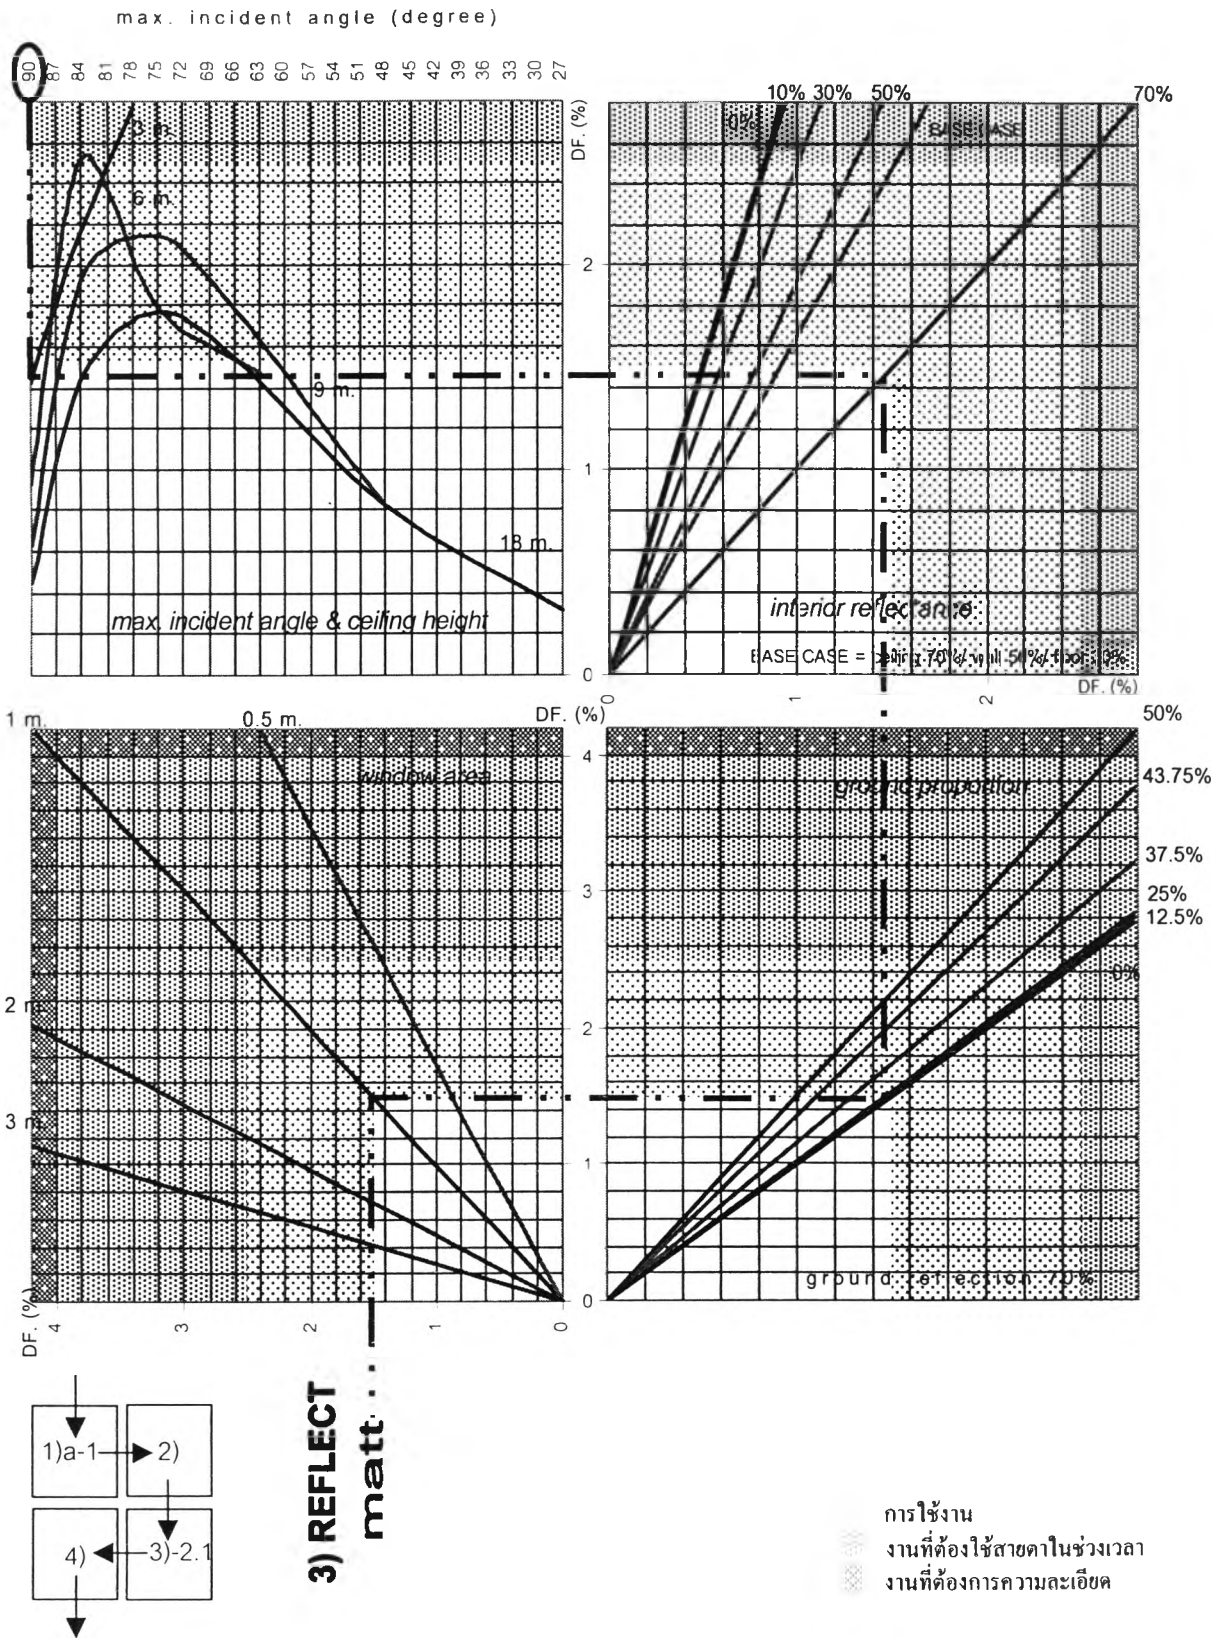 max. incident angle (degree)
90 87 84 81 78 75 72 69 66 63 60 57 54 51 48 45 42 39 36 33 30 27
DF. (%)
3 m.
6 m.
9 m.
18 m.
max. incident angle & ceiling height
2
1
0
10% 30% 50% 70%
0%
BASE CASE
interior reflectance
BASE CASE = ceiling 70% wall 50% floor
0 1 2
DF. (%)
1 m.
0.5 m.
DF. (%)
window area
2 m.
3 m.
4
3
2
1
0
DF. (%)
4 3 2 1 0
50%
ground proportion
43.75%
37.5%
25%
12.5%
0%
ground reflection 70%
3) REFLECT
matt
1)a-1
2)
4)
3)-2.1
การใช้งาน
งานที่ต้องใช้สายตาในช่วงเวลา
งานที่ต้องการความละเอียด